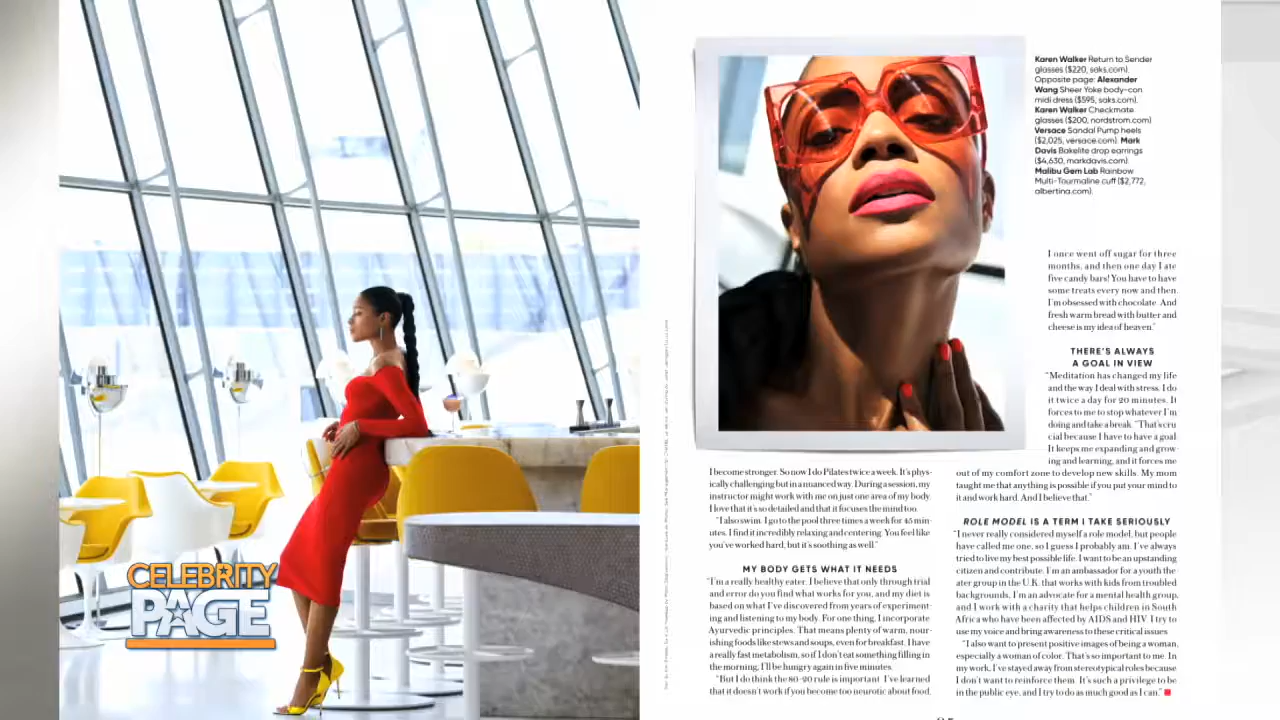 CELEBRITY
PAGE
Karen Walker Return to Sender
glasses ($220, saks.com).
Opposite page: Alexander
Wang Sheer Yoke body-con
midi dress ($595, saks.com).
Karen Walker Checkmate
glasses ($200, nordstrom.com)
Versace Sandal Pump heels
($2,025, versace.com). Mark
Davis Bakelite drop earrings
($4,630, markdavis.com).
Malibu Gem Lab Rainbow
Multi-Tourmaline cuff ($2,772,
albertina.com).
I become stronger. So now I do Pilates twice a week. It's phys-
ically challenging but in a nuanced way. During a session, my
instructor might work with me on just one area of my body.
I love that it's so detailed and that it focuses the mind too.
"I also swim. I go to the pool three times a week for 45 min-
utes. I find it incredibly relaxing and centering. You feel like
you've worked hard, but it's soothing as well."
MY BODY GETS WHAT IT NEEDS
"I'm a really healthy eater. I believe that only through trial
and error do you find what works for you, and my diet is
based on what I've discovered from years of experiment-
ing and listening to my body. For one thing, I incorporate
Ayurvedic principles. That means plenty of warm, nour-
ishing foods like stews and soups, even for breakfast. I have
a really fast metabolism, so if I don't eat something filling in
the morning, I'll be hungry again in five minutes.
"But I do think the 80-20 rule is important. I've learned
that it doesn't work if you become too neurotic about food.
I once went off sugar for three
months, and then one day I ate
five candy bars! You have to have
some treats every now and then.
I'm obsessed with chocolate. And
fresh warm bread with butter and
cheese is my idea of heaven."
THERE'S ALWAYS
A GOAL IN VIEW
"Meditation has changed my life
and the way I deal with stress. I do
it twice a day for 20 minutes. It
forces me to stop whatever I'm
doing and take a break. "That's cru
cial because I have to have a goal.
It keeps me expanding and grow-
ing and learning, and it forces me
out of my comfort zone to develop new skills. My mom
taught me that anything is possible if you put your mind to
it and work hard. And I believe that."
ROLE MODEL IS A TERM I TAKE SERIOUSLY
"I never really considered myself a role model, but people
have called me one, so I guess I probably am. I've always
tried to live my best possible life. I want to be an upstanding
citizen and contribute. I'm an ambassador for a youth the
ater group in the U.K. that works with kids from troubled
backgrounds, I'm an advocate for a mental health group,
and I work with a charity that helps children in South
Africa who have been affected by AIDS and HIV. I try to
use my voice and bring awareness to these critical issues.
"I also want to present positive images of being a woman,
especially a woman of color. That's so important to me. In
my work, I've stayed away from stereotypical roles because
I don't want to reinforce them. It's such a privilege to be
in the public eye, and I try to do as much good as I can."